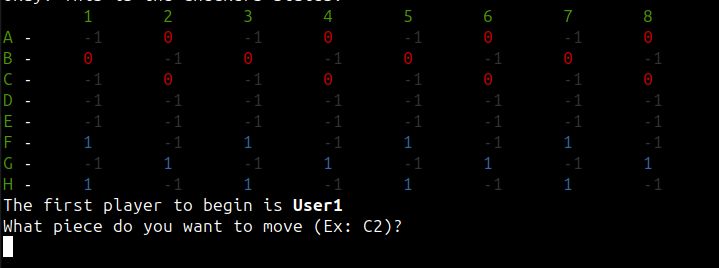 1 2 3 4 5 6 7 8
A - -1 0 -1 0 -1 0 -1 0
B - 0 -1 0 -1 0 -1 0 -1
C - -1 0 -1 0 -1 0 -1 0
D - -1 -1 -1 -1 -1 -1 -1 -1
E - -1 -1 -1 -1 -1 -1 -1 -1
F - 1 -1 1 -1 1 -1 1 -1
G - -1 1 -1 1 -1 1 -1 1
H - 1 -1 1 -1 1 -1 1 -1
The first player to begin is User1
What piece do you want to move (Ex: C2)?